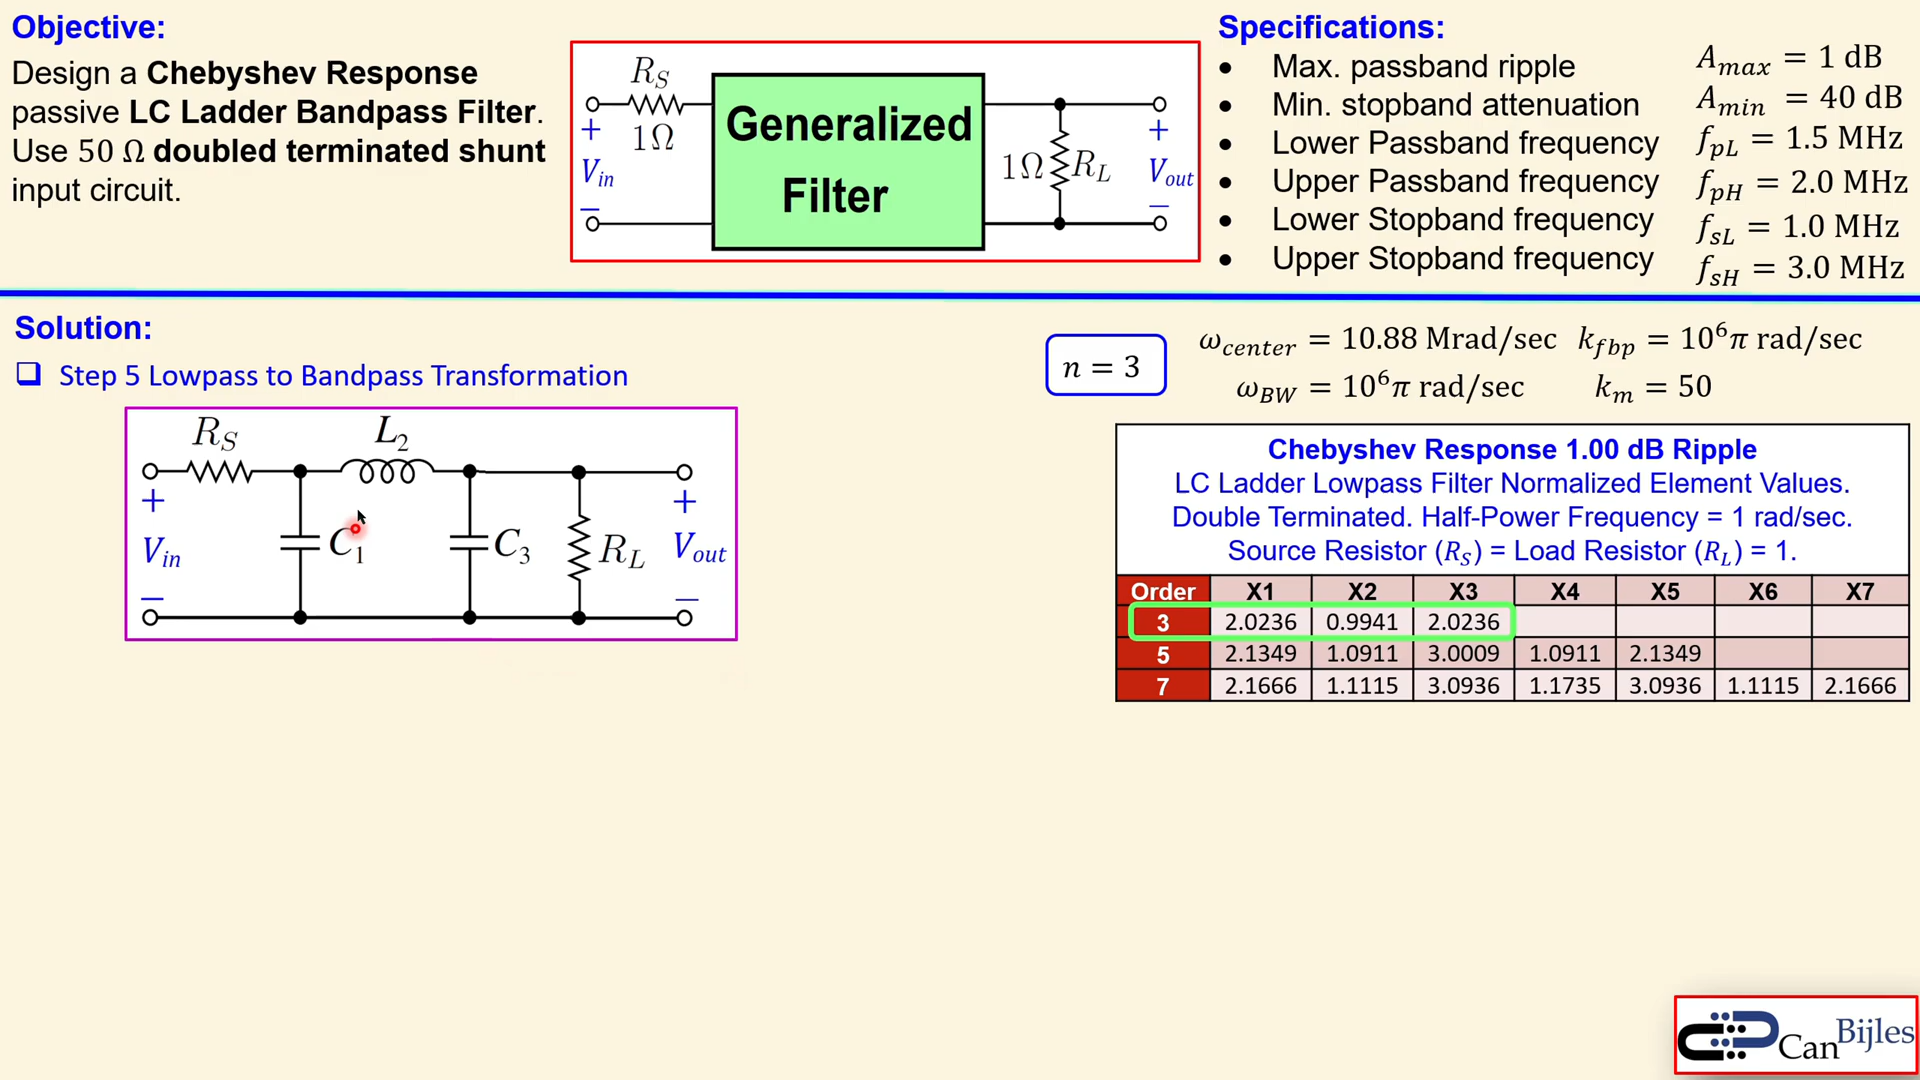 Objective:
Design a Chebyshev Response
passive LC Ladder Bandpass Filter.
Use 50 Ω doubled terminated shunt
input circuit.
R_S
1Ω
+
V_in
−
Generalized
Filter
1Ω R_L
+
V_out
−
Specifications:
• Max. passband ripple A_max = 1 dB
• Min. stopband attenuation A_min = 40 dB
• Lower Passband frequency f_pL = 1.5 MHz
• Upper Passband frequency f_pH = 2.0 MHz
• Lower Stopband frequency f_sL = 1.0 MHz
• Upper Stopband frequency f_sH = 3.0 MHz
Solution:
❑ Step 5 Lowpass to Bandpass Transformation
n = 3
ω_center = 10.88 Mrad/sec k_fbp = 10⁶π rad/sec
ω_BW = 10⁶π rad/sec k_m = 50
R_S L_2
+ +
V_in C_1 C_3 R_L V_out
− −
Chebyshev Response 1.00 dB Ripple
LC Ladder Lowpass Filter Normalized Element Values.
Double Terminated. Half-Power Frequency = 1 rad/sec.
Source Resistor (R_S) = Load Resistor (R_L) = 1.
Order X1 X2 X3 X4 X5 X6 X7
3 2.0236 0.9941 2.0236
5 2.1349 1.0911 3.0009 1.0911 2.1349
7 2.1666 1.1115 3.0936 1.1735 3.0936 1.1115 2.1666
CanBijles